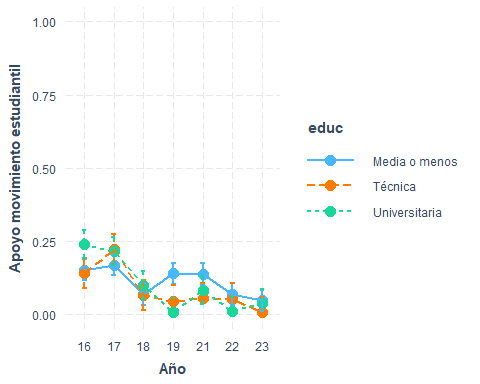 1.00
0.75
0.50
0.25
0.00
Apoyo movimiento estudiantil
16 17 18 19 21 22 23
Año
educ
Media o menos
Técnica
Universitaria